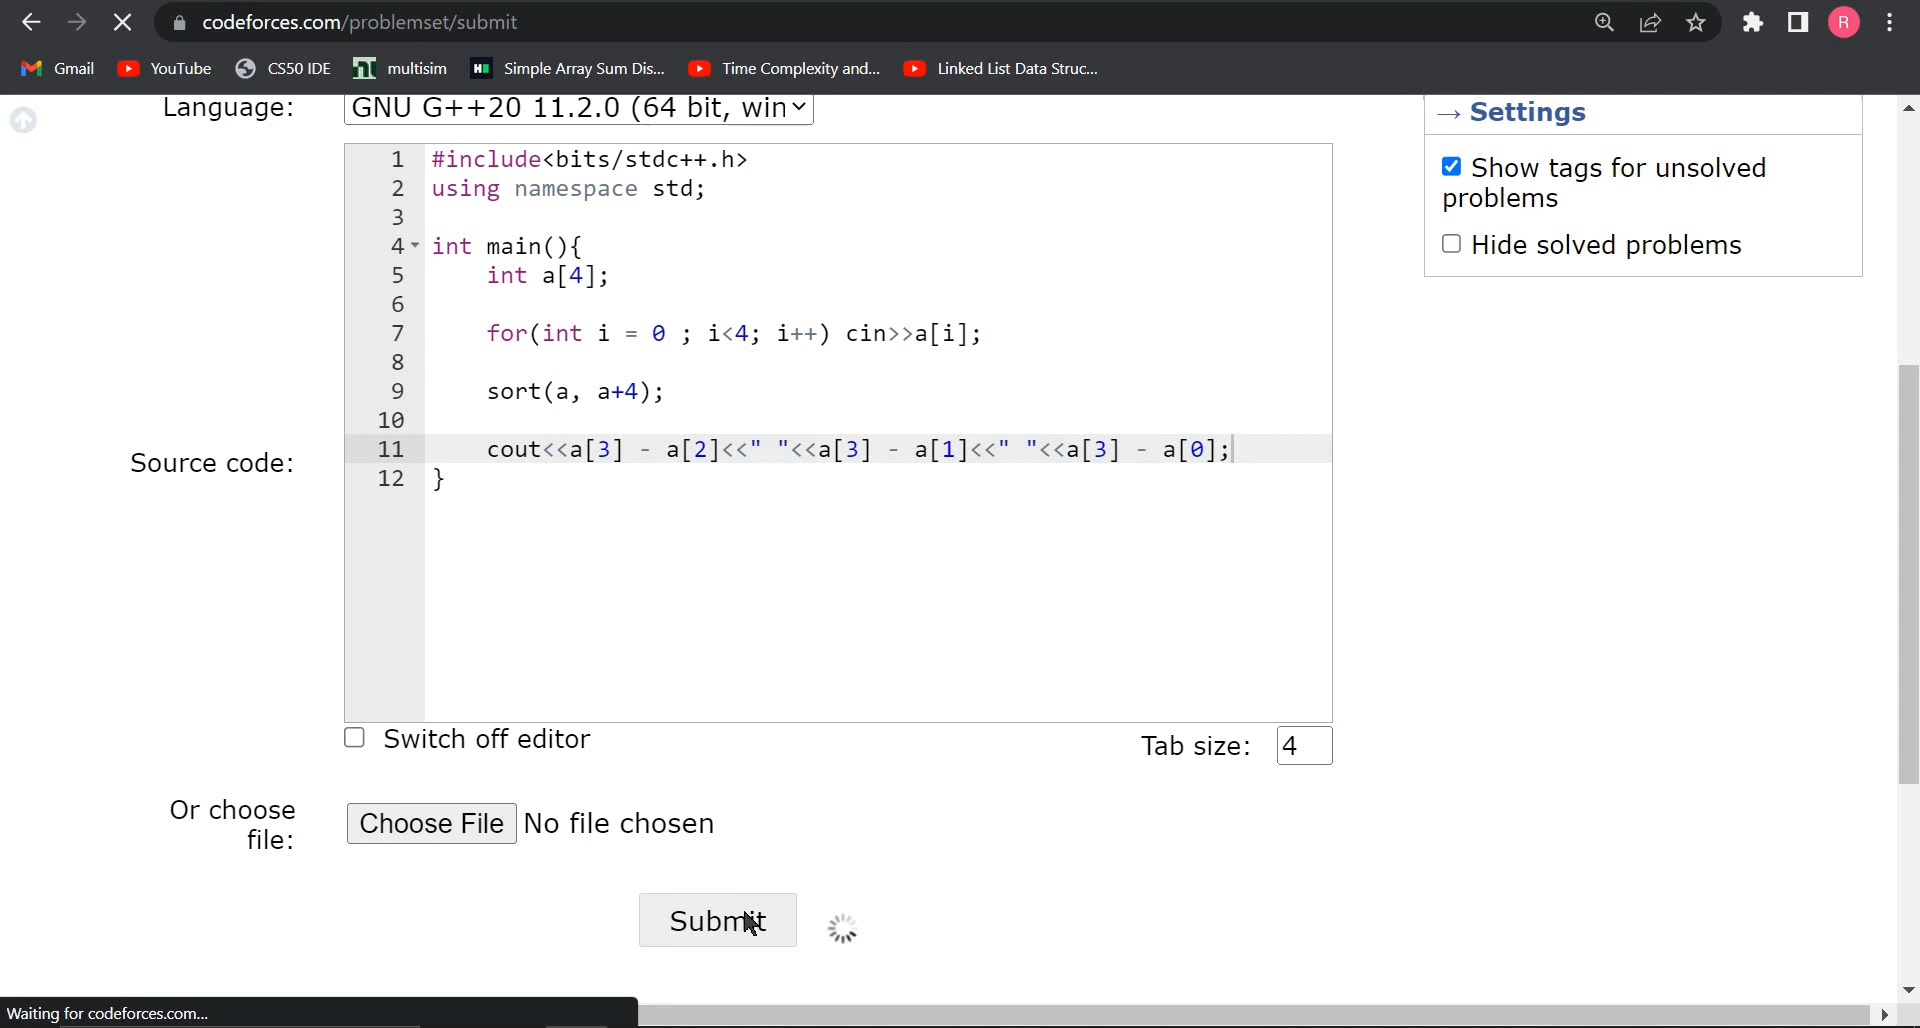 codeforces.com/problemset/submit
R
Gmail YouTube CS50 IDE multisim Simple Array Sum Dis... Time Complexity and... Linked List Data Struc...
Language: GNU G++20 11.2.0 (64 bit, win
→ Settings
Show tags for unsolved
problems
Hide solved problems
Source code:
1 #include<bits/stdc++.h>
2 using namespace std;
3
4 int main(){
5 int a[4];
6
7 for(int i = 0 ; i<4; i++) cin>>a[i];
8
9 sort(a, a+4);
10
11 cout<<a[3] - a[2]<<" "<<a[3] - a[1]<<" "<<a[3] - a[0];
12 }
Switch off editor
Tab size: 4
Or choose
file:
Choose File No file chosen
Submit
Waiting for codeforces.com...